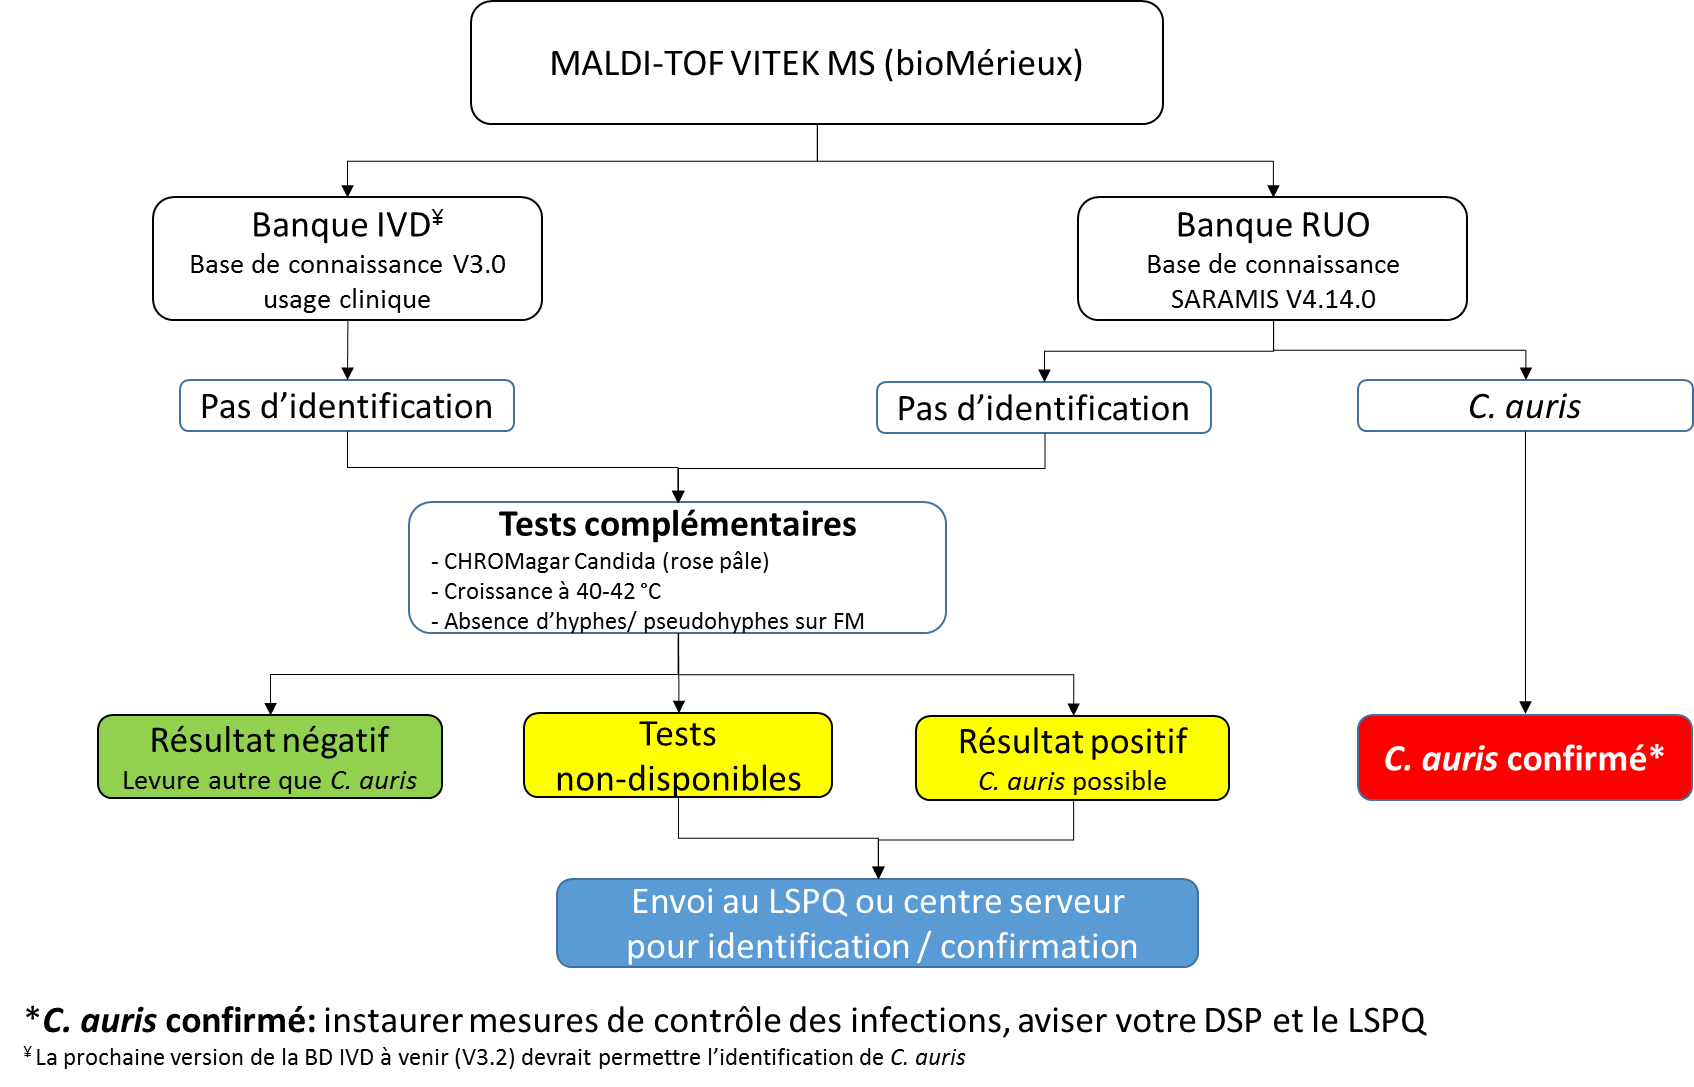 MALDI-TOF VITEK MS (bioMérieux)
Banque IVD¥
Base de connaissance V3.0
usage clinique
Banque RUO
Base de connaissance
SARAMIS V4.14.0
Pas d’identification
Pas d’identification
C. auris
Tests complémentaires
- CHROMagar Candida (rose pâle)
- Croissance à 40-42 °C
- Absence d’hyphes/ pseudohyphes sur FM
Résultat négatif
Levure autre que C. auris
Tests
non-disponibles
Résultat positif
C. auris possible
C. auris confirmé*
Envoi au LSPQ ou centre serveur
pour identification / confirmation
*C. auris confirmé: instaurer mesures de contrôle des infections, aviser votre DSP et le LSPQ
¥ La prochaine version de la BD IVD à venir (V3.2) devrait permettre l’identification de C. auris